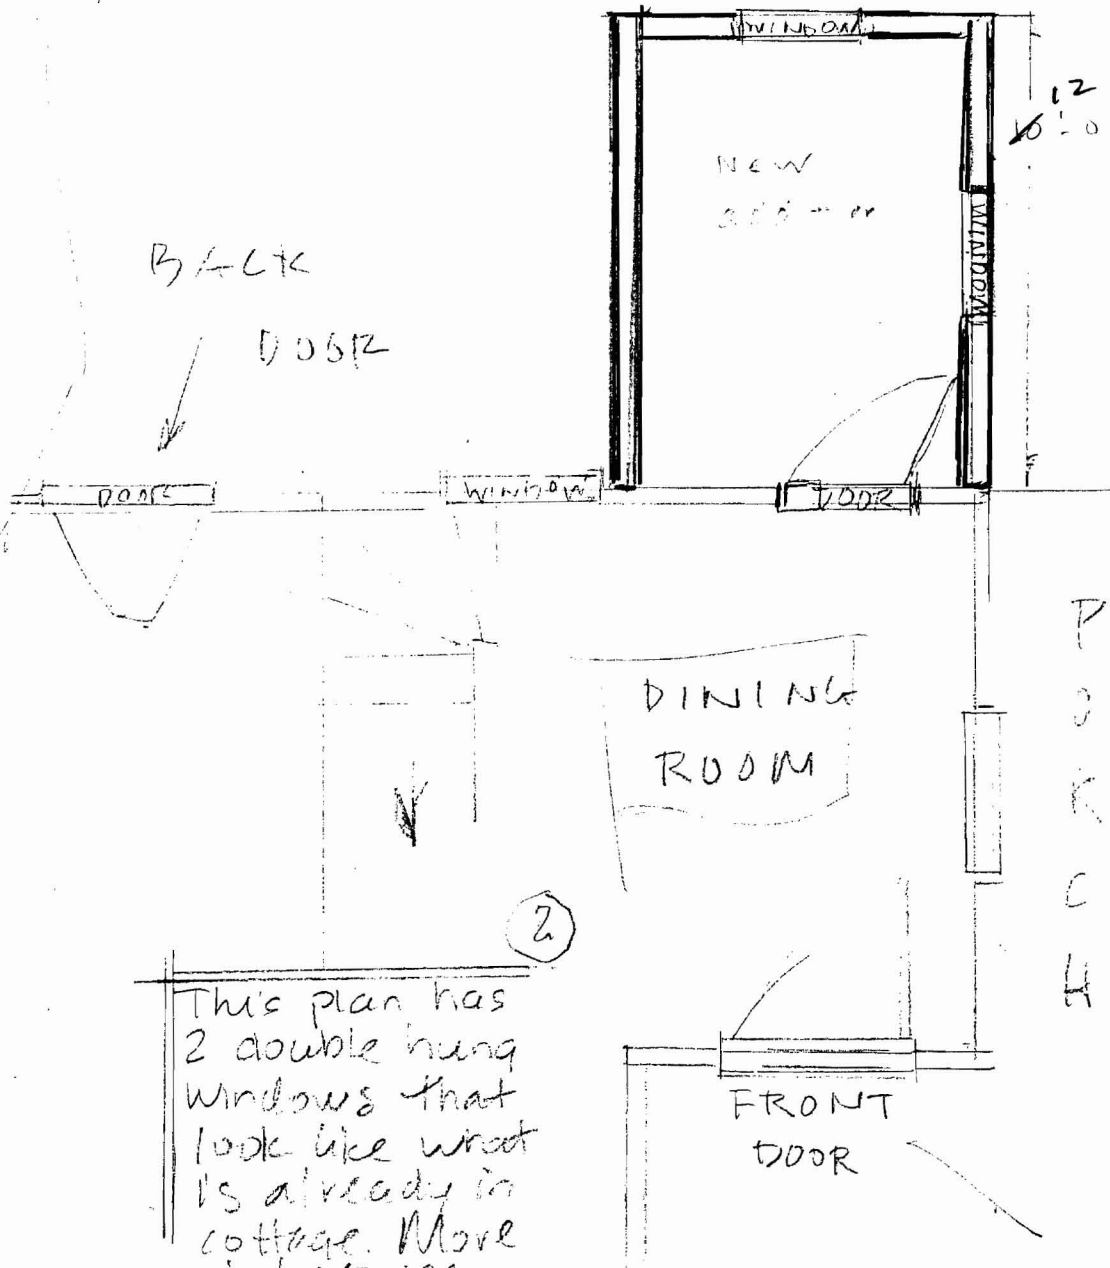 WINDOW
12
10'-0
NEW
WINDOW
BACK
DOOR
DOOR
WINDOW
DOOR
DINING
ROOM
PORCH
2
This plan has
2 double hung
windows that
look like what
is already in
cottage. More
FRONT
DOOR